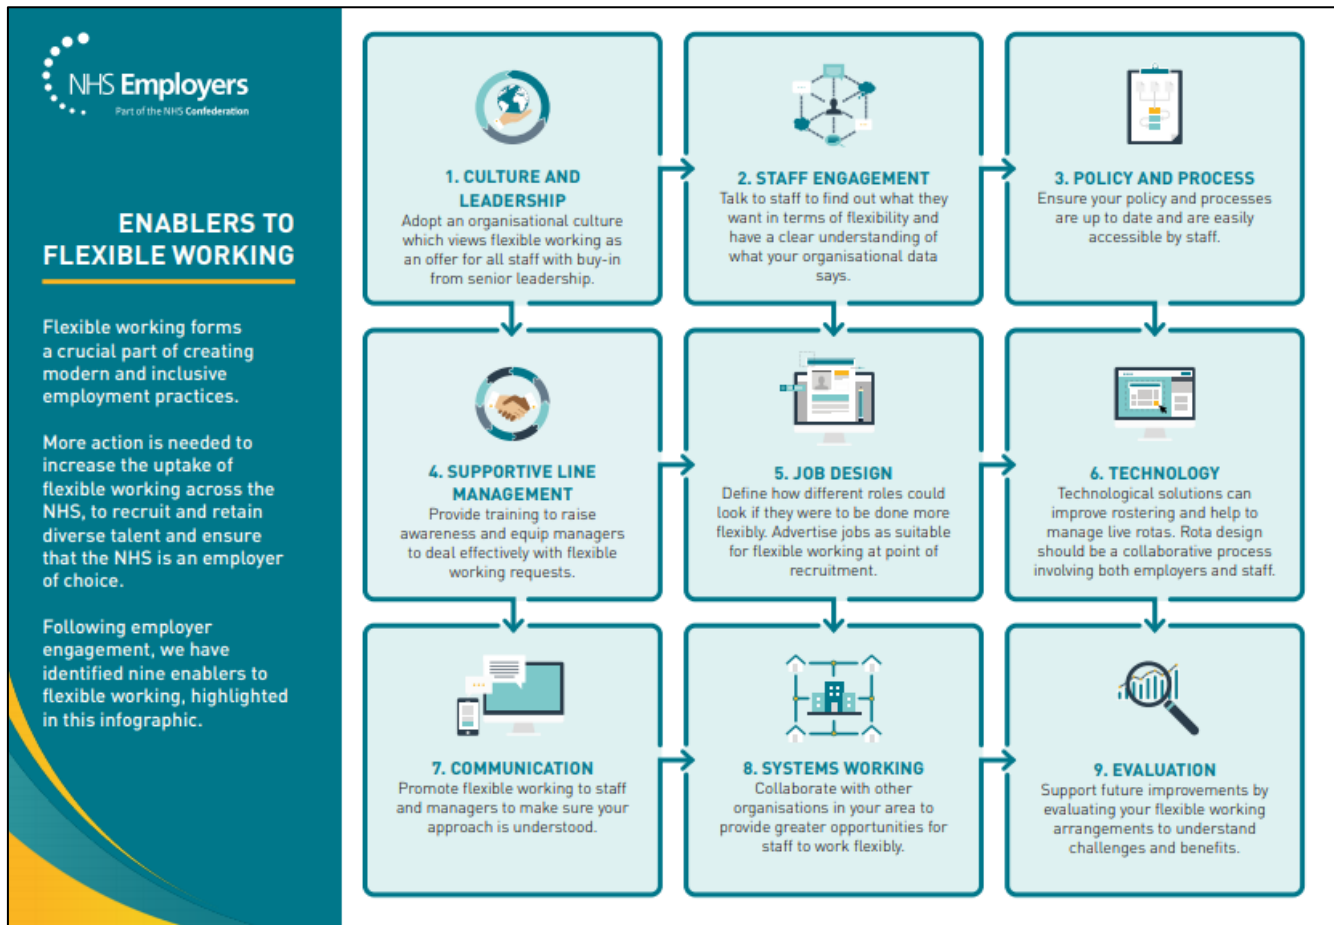 NHS Employers
Part of the NHS Confederation
ENABLERS TO
FLEXIBLE WORKING
Flexible working forms
a crucial part of creating
modern and inclusive
employment practices.
More action is needed to
increase the uptake of
flexible working across the
NHS, to recruit and retain
diverse talent and ensure
that the NHS is an employer
of choice.
Following employer
engagement, we have
identified nine enablers to
flexible working, highlighted
in this infographic.
1. CULTURE AND
LEADERSHIP
Adopt an organisational culture
which views flexible working as
an offer for all staff with buy-in
from senior leadership.
2. STAFF ENGAGEMENT
Talk to staff to find out what they
want in terms of flexibility and
have a clear understanding of
what your organisational data
says.
3. POLICY AND PROCESS
Ensure your policy and processes
are up to date and are easily
accessible by staff.
4. SUPPORTIVE LINE
MANAGEMENT
Provide training to raise
awareness and equip managers
to deal effectively with flexible
working requests.
5. JOB DESIGN
Define how different roles could
look if they were to be done more
flexibly. Advertise jobs as suitable
for flexible working at point of
recruitment.
6. TECHNOLOGY
Technological solutions can
improve rostering and help to
manage live rotas. Rota design
should be a collaborative process
involving both employers and staff.
7. COMMUNICATION
Promote flexible working to staff
and managers to make sure your
approach is understood.
8. SYSTEMS WORKING
Collaborate with other
organisations in your area to
provide greater opportunities for
staff to work flexibly.
9. EVALUATION
Support future improvements by
evaluating your flexible working
arrangements to understand
challenges and benefits.